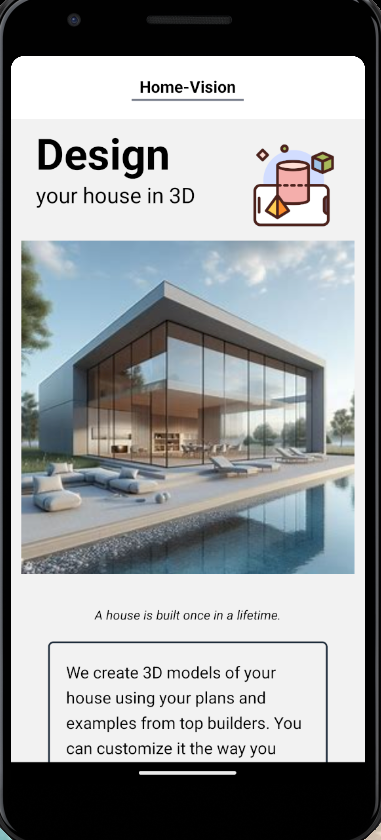 Home-Vision
Design
your house in 3D
A house is built once in a lifetime.
We create 3D models of your
house using your plans and
examples from top builders. You
can customize it the way you